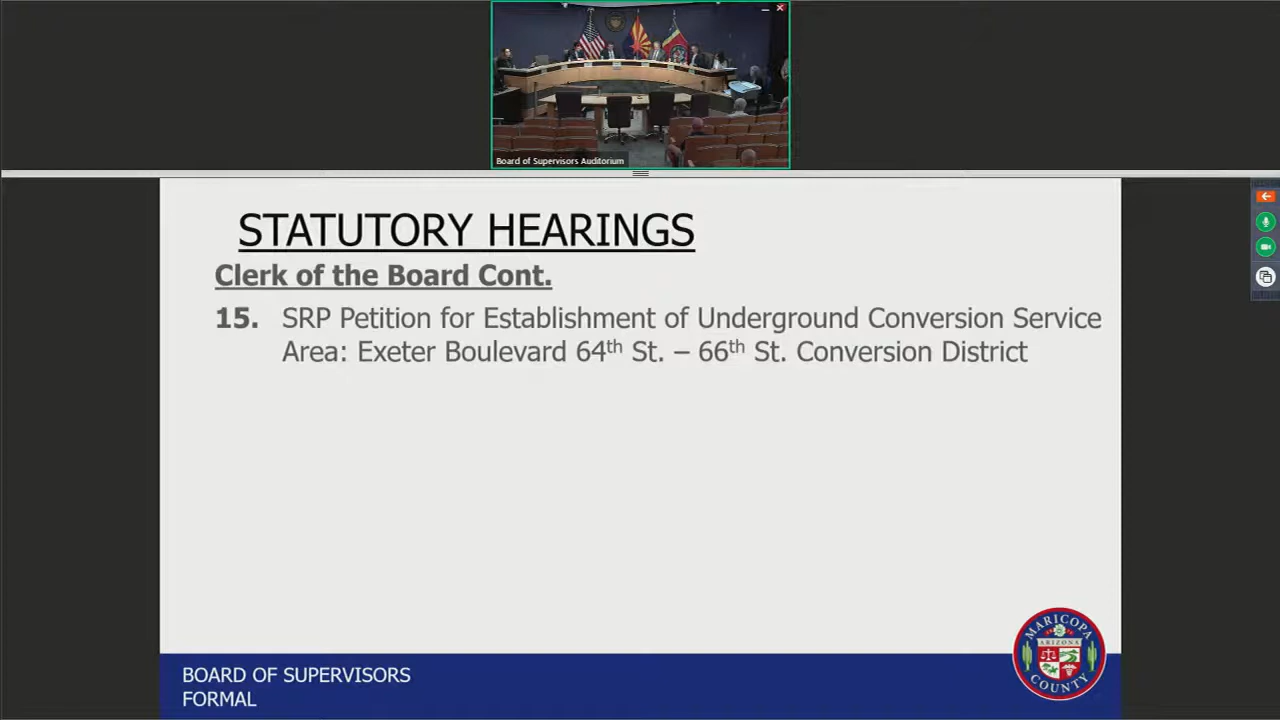 Board of Supervisors Auditorium
STATUTORY HEARINGS
Clerk of the Board Cont.
15. SRP Petition for Establishment of Underground Conversion Service
Area: Exeter Boulevard 64th St. – 66th St. Conversion District
MARICOPA
ARIZONA
COUNTY
BOARD OF SUPERVISORS
FORMAL